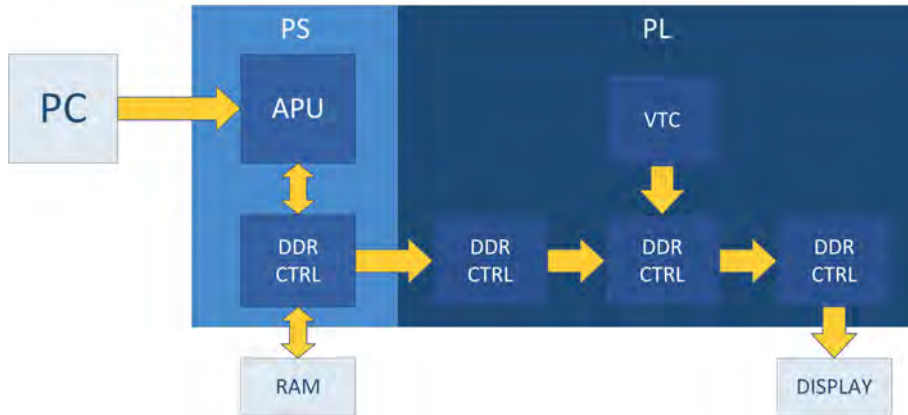 PS
PL
PC
APU
VTC
DDR
CTRL
DDR
CTRL
DDR
CTRL
DDR
CTRL
RAM
DISPLAY